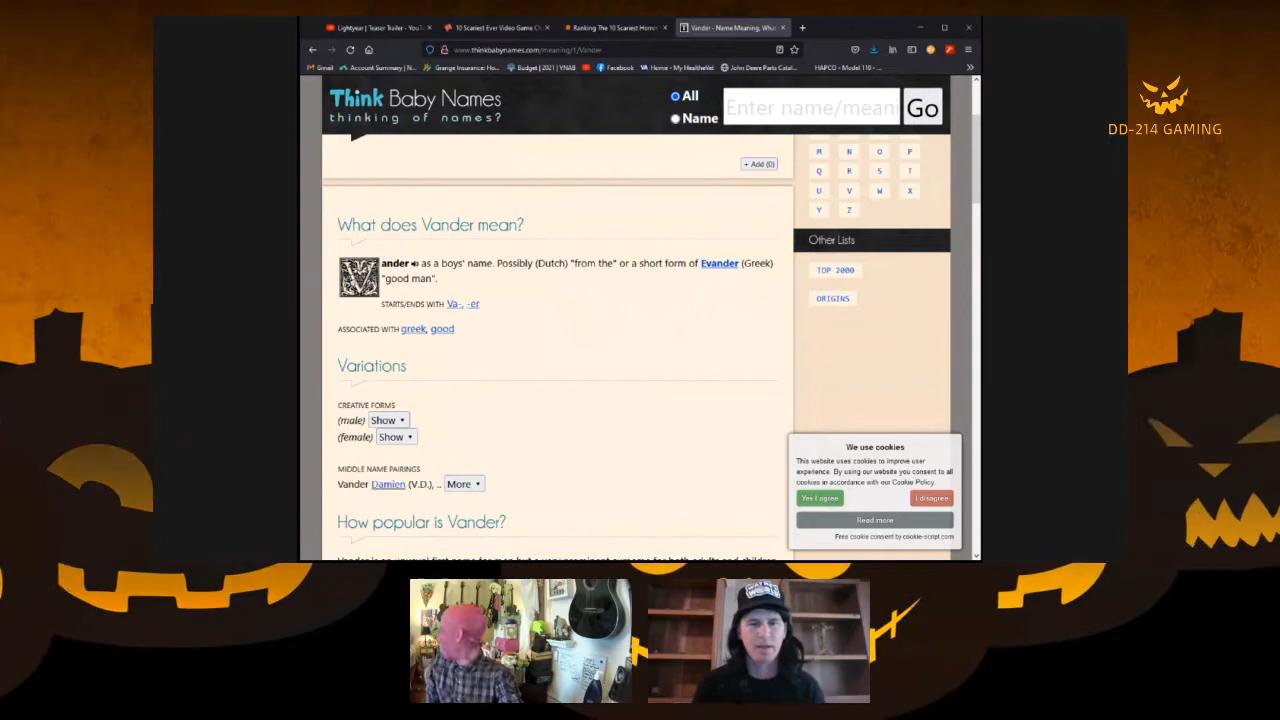 Lightyear | Teaser Trailer - YouTu
10 Scariest Ever Video Game Ch
Ranking The 10 Scariest Horror
Vander - Name Meaning, What
www.thinkbabynames.com/meaning/1/Vander
Gmail
Account Summary | N...
Grange Insurance: Ho...
Budget | 2021 | YNAB
Facebook
Home - My HealtheVet
John Deere Parts Catal...
HAPCO - Model 110 -...
Think Baby Names
thinking of names?
All
Name
Enter name/meani
Go
DD-214 GAMING
+ Add (0)
M N O P
Q R S T
U V W X
Y Z
Other Lists
TOP 2000
ORIGINS
What does Vander mean?
Vander as a boys' name. Possibly (Dutch) "from the" or a short form of Evander (Greek)
"good man".
STARTS/ENDS WITH Va-, -er
ASSOCIATED WITH greek, good
Variations
CREATIVE FORMS
(male) Show
(female) Show
MIDDLE NAME PAIRINGS
Vander Damien (V.D.), .. More
How popular is Vander?
We use cookies
This website uses cookies to improve user
experience. By using our website you consent to all
cookies in accordance with our Cookie Policy.
Yes I agree
I disagree
Read more
Free cookie consent by cookie-script.com